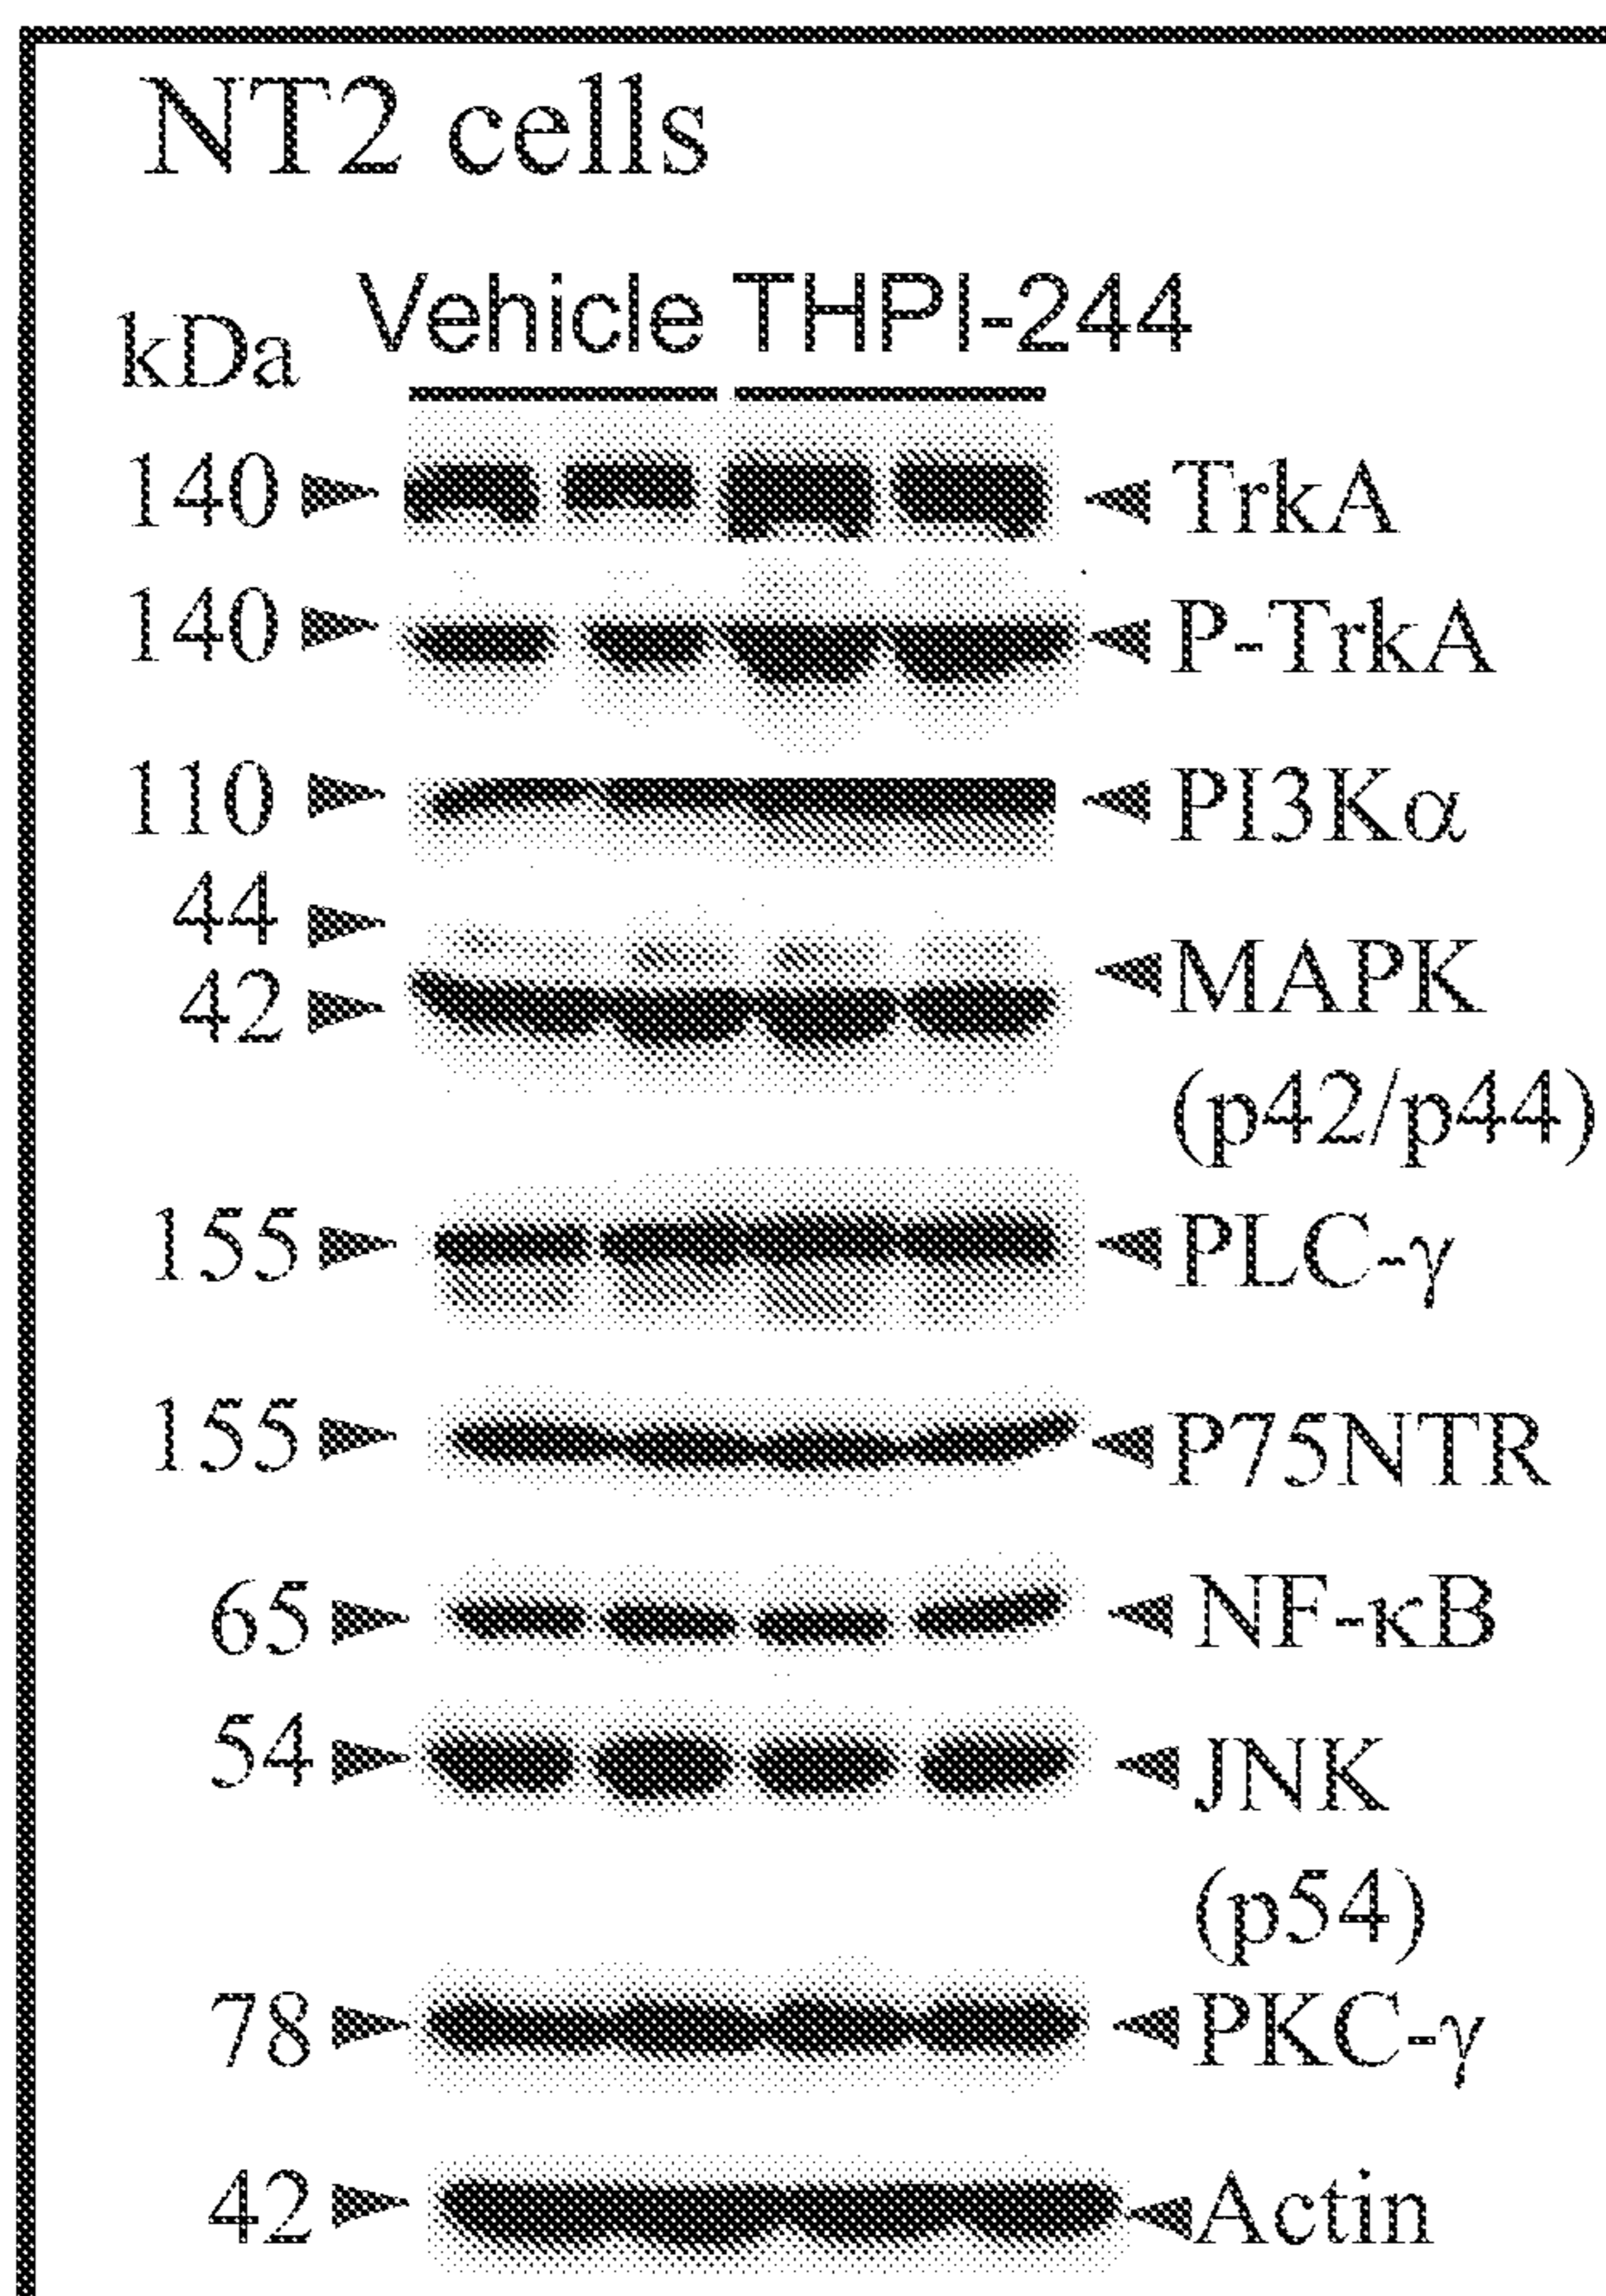 NT2 cells
Vehicle THPI-244
kDa
140 TrkA
140 P-TrkA
110 PI3Kα
44
MAPK
42
(p42/p44)
155 PLC-γ
155 P75NTR
65 NF-κB
54 JNK
(p54)
78 PKC-γ
42 Actin